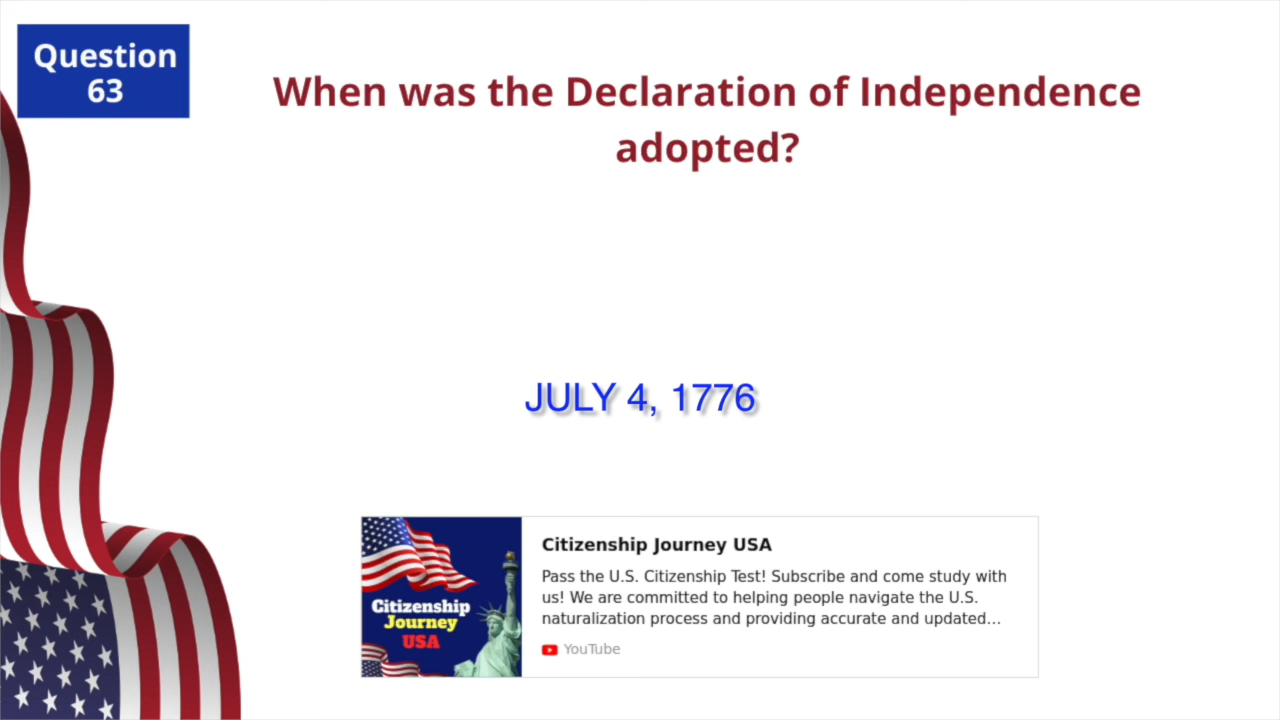 Question
63
When was the Declaration of Independence
adopted?
JULY 4, 1776
Citizenship
Journey
USA
Citizenship Journey USA
Pass the U.S. Citizenship Test! Subscribe and come study with
us! We are committed to helping people navigate the U.S.
naturalization process and providing accurate and updated...
YouTube